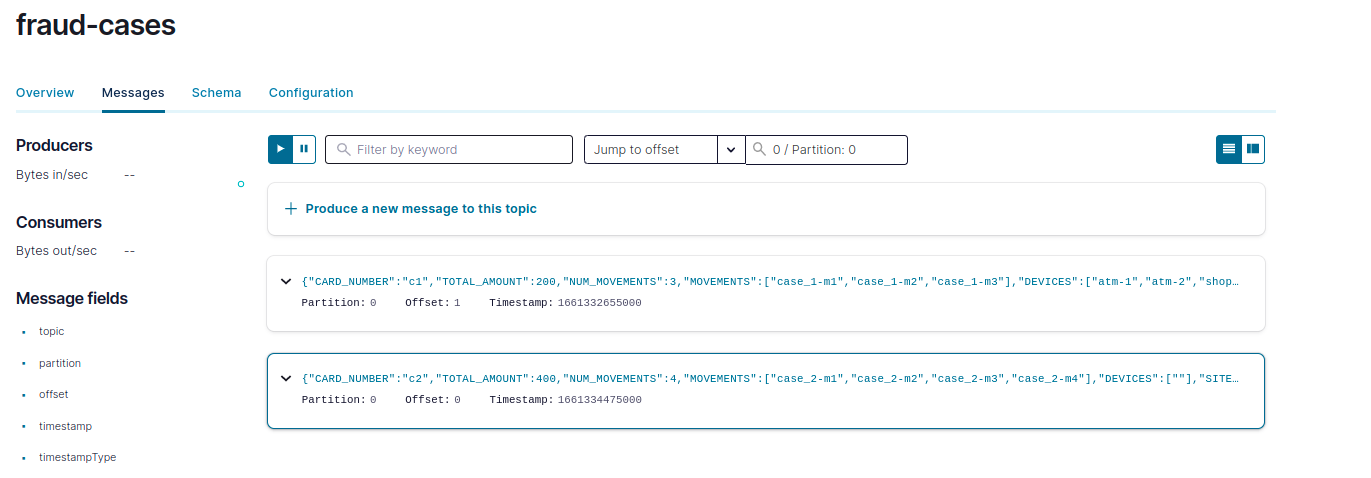 fraud-cases
Overview Messages Schema Configuration
Producers
Bytes in/sec --
Consumers
Bytes out/sec --
Message fields
topic
partition
offset
timestamp
timestampType
Filter by keyword Jump to offset 0 / Partition: 0
Produce a new message to this topic
{"CARD_NUMBER":"c1","TOTAL_AMOUNT":200,"NUM_MOVEMENTS":3,"MOVEMENTS":["case_1-m1","case_1-m2","case_1-m3"],"DEVICES":["atm-1","atm-2","shop…
Partition: 0 Offset: 1 Timestamp: 1661332655000
{"CARD_NUMBER":"c2","TOTAL_AMOUNT":400,"NUM_MOVEMENTS":4,"MOVEMENTS":["case_2-m1","case_2-m2","case_2-m3","case_2-m4"],"DEVICES":[""],"SITE…
Partition: 0 Offset: 0 Timestamp: 1661334475000